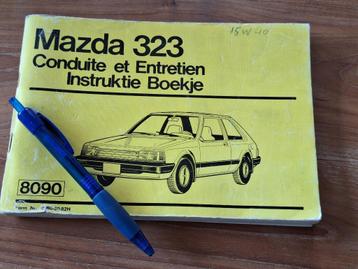 15W40
Mazda 323
Conduite et Entretien
Instruktie Boekje
8090